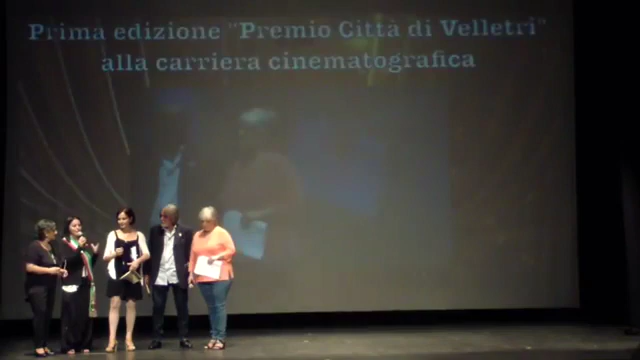 Prima edizione "Premio Città di Velletri"
alla carriera cinematografica